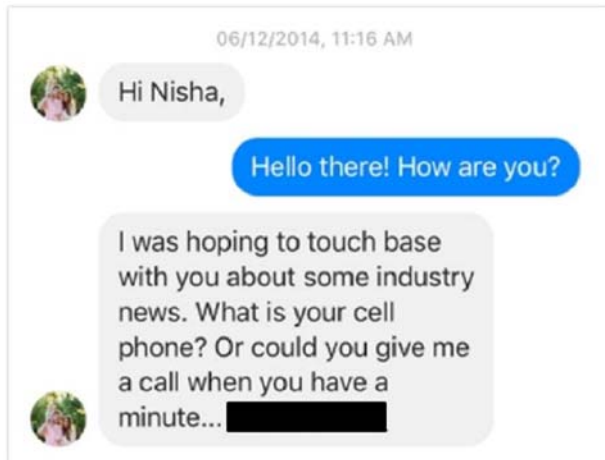 06/12/2014, 11:16 AM
Hi Nisha,
Hello there! How are you?
I was hoping to touch base
with you about some industry
news. What is your cell
phone? Or could you give me
a call when you have a
minute...